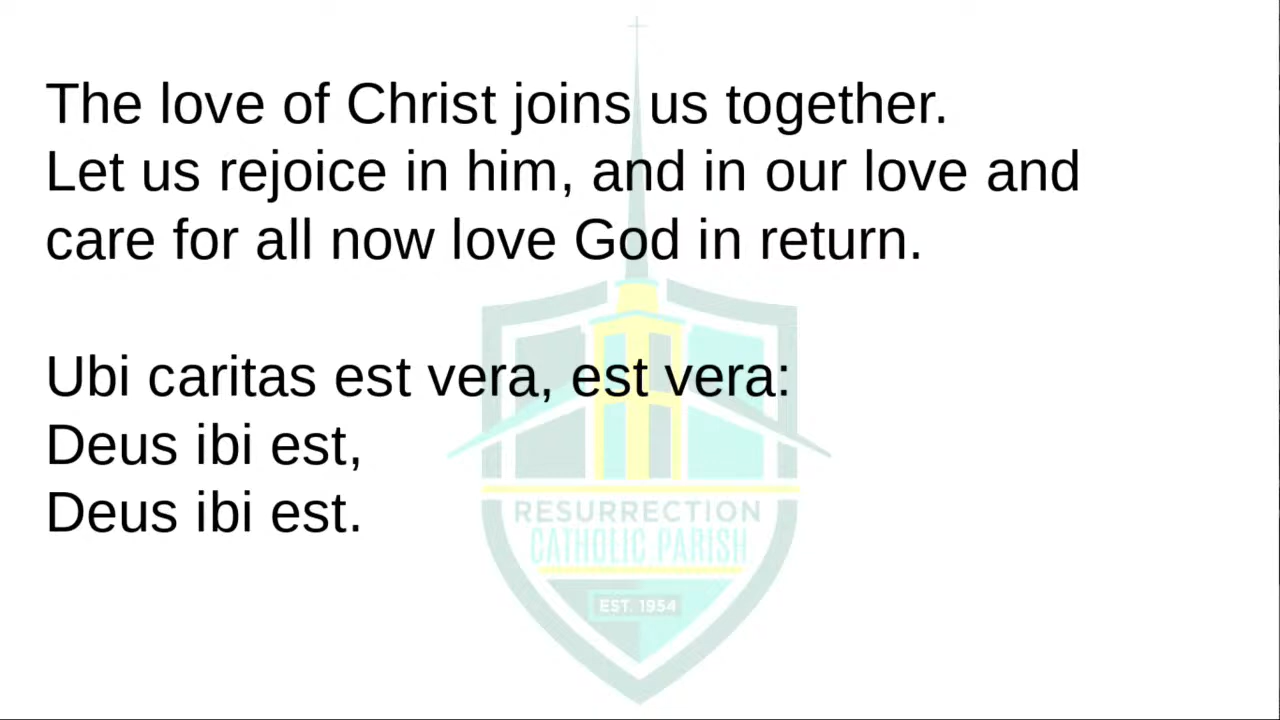 The love of Christ joins us together.
Let us rejoice in him, and in our love and
care for all now love God in return.
Ubi caritas est vera, est vera:
Deus ibi est,
Deus ibi est.
RESURRECTION
CATHOLIC PARISH
EST. 1954